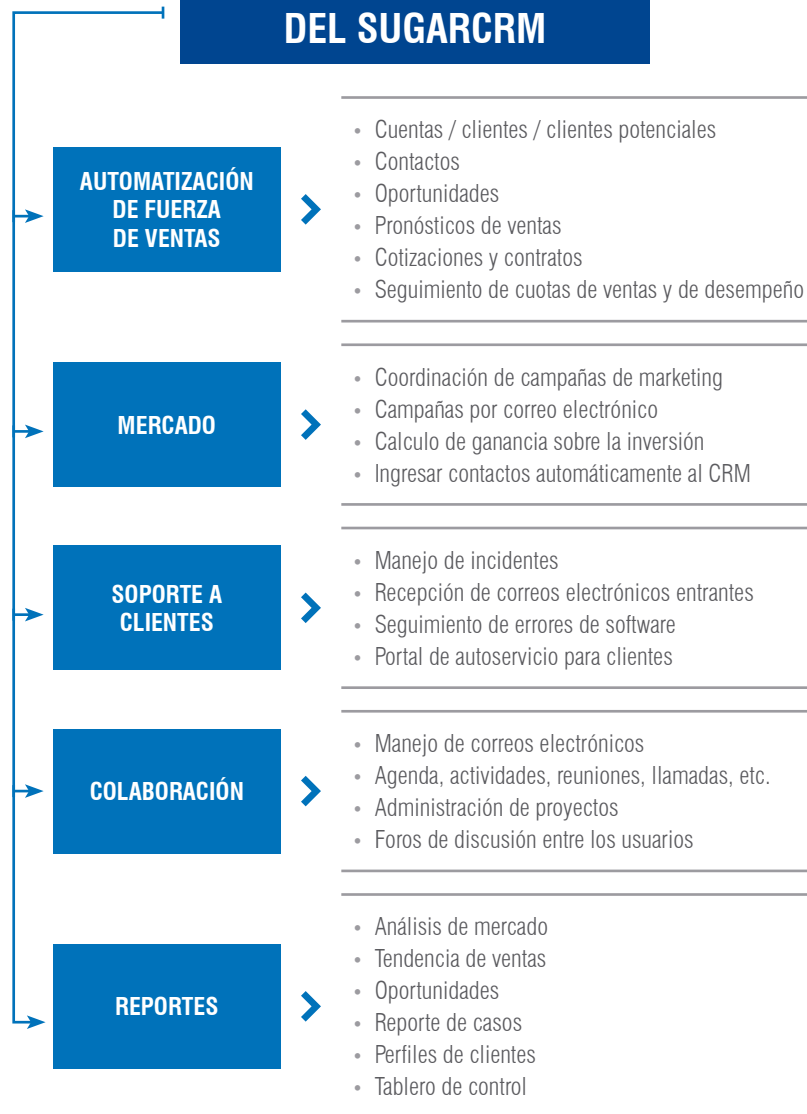 DEL SUGARCRM
AUTOMATIZACIÓN
DE FUERZA
DE VENTAS
• Cuentas / clientes / clientes potenciales
• Contactos
• Oportunidades
• Pronósticos de ventas
• Cotizaciones y contratos
• Seguimiento de cuotas de ventas y de desempeño
MERCADO
• Coordinación de campañas de marketing
• Campañas por correo electrónico
• Calculo de ganancia sobre la inversión
• Ingresar contactos automáticamente al CRM
SOPORTE A
CLIENTES
• Manejo de incidentes
• Recepción de correos electrónicos entrantes
• Seguimiento de errores de software
• Portal de autoservicio para clientes
COLABORACIÓN
• Manejo de correos electrónicos
• Agenda, actividades, reuniones, llamadas, etc.
• Administración de proyectos
• Foros de discusión entre los usuarios
REPORTES
• Análisis de mercado
• Tendencia de ventas
• Oportunidades
• Reporte de casos
• Perfiles de clientes
• Tablero de control